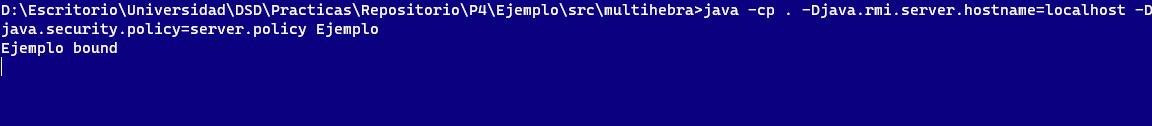 D:\Escritorio\Universidad\DSD\Practicas\Repositorio\P4\Ejemplo\src\multihebra>java -cp . -Djava.rmi.server.hostname=localhost -D
java.security.policy=server.policy Ejemplo
Ejemplo bound